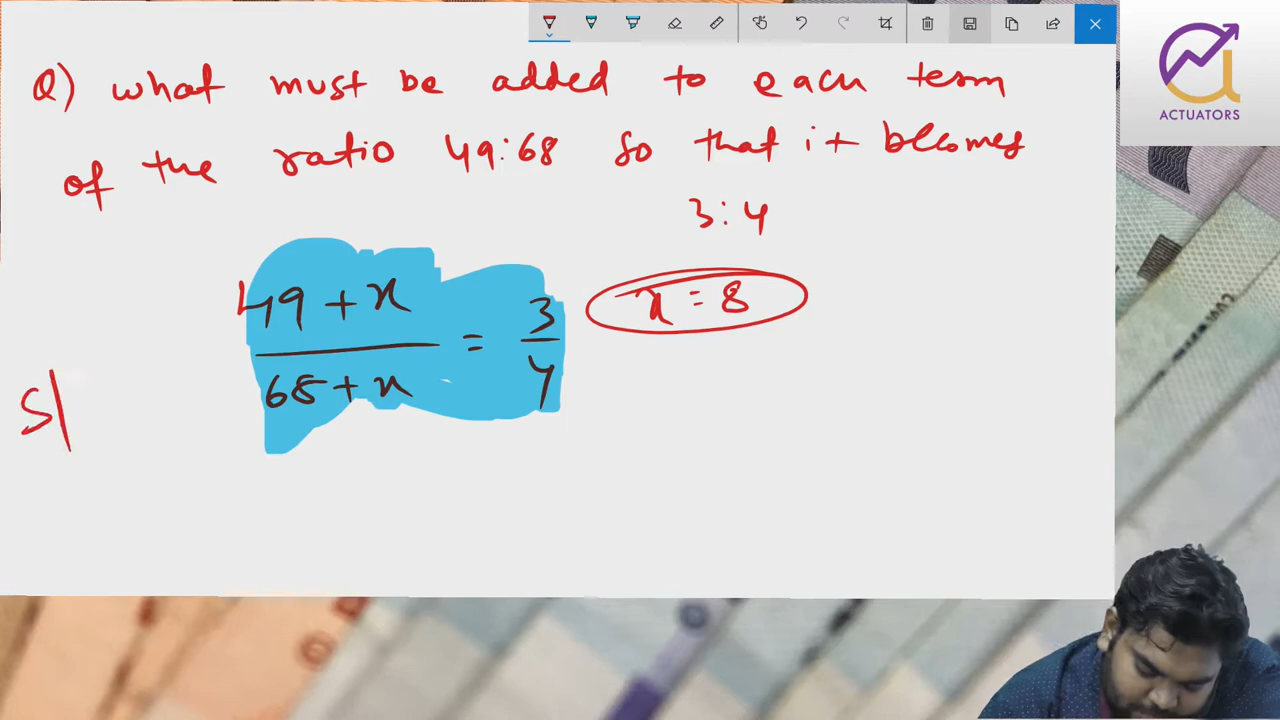 Q) what must be added to each term
of the ratio 49:68 so that it becomes
3:4
49+x / 68+x = 3/4
x = 8
S|
ACTUATORS